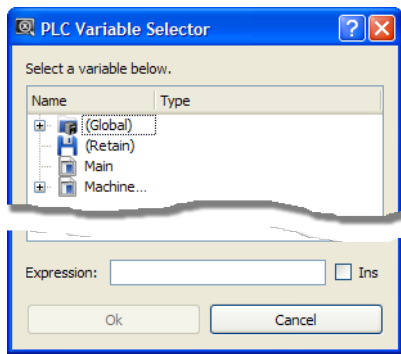 PLC Variable Selector
Select a variable below.
Name Type
(Global)
(Retain)
Main
Machine...
Expression: Ins
Ok Cancel